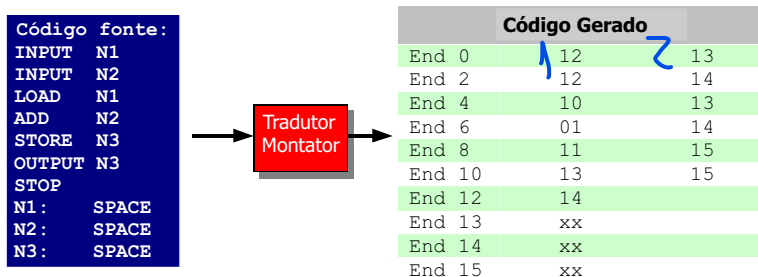 Código fonte:
INPUT N1
INPUT N2
LOAD N1
ADD N2
STORE N3
OUTPUT N3
STOP
N1: SPACE
N2: SPACE
N3: SPACE
Tradutor
Montator
Código Gerado
1 2
End 0 12 13
End 2 12 14
End 4 10 13
End 6 01 14
End 8 11 15
End 10 13 15
End 12 14
End 13 xx
End 14 xx
End 15 xx